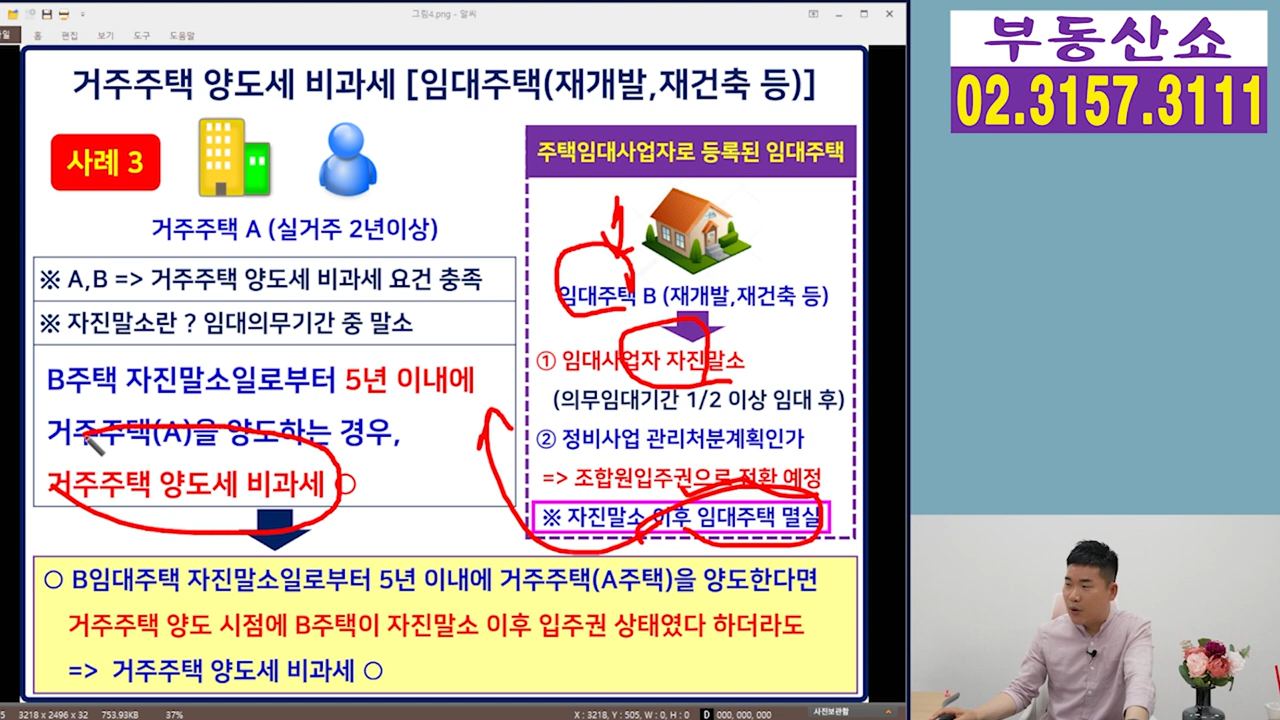 그림4.png - 알씨
일 홈 편집 보기 도구 도움말
거주주택 양도세 비과세 [임대주택(재개발,재건축 등)]
사례 3
거주주택 A (실거주 2년이상)
※ A,B => 거주주택 양도세 비과세 요건 충족
※ 자진말소란 ? 임대의무기간 중 말소
B주택 자진말소일로부터 5년 이내에
거주주택(A)을 양도하는 경우,
거주주택 양도세 비과세 ○
주택임대사업자로 등록된 임대주택
임대주택 B (재개발,재건축 등)
① 임대사업자 자진말소
(의무임대기간 1/2 이상 임대 후)
② 정비사업 관리처분계획인가
=> 조합원입주권으로 전환 예정
※ 자진말소 이후 임대주택 멸실
○ B임대주택 자진말소일로부터 5년 이내에 거주주택(A주택)을 양도한다면
거주주택 양도 시점에 B주택이 자진말소 이후 입주권 상태였다 하더라도
=> 거주주택 양도세 비과세 ○
5 3218 x 2496 x 32 753.93KB 37% X : 3218, Y : 505, W : 0, H : 0 D 000, 000, 000 사진보관함
부동산쇼
02.3157.3111